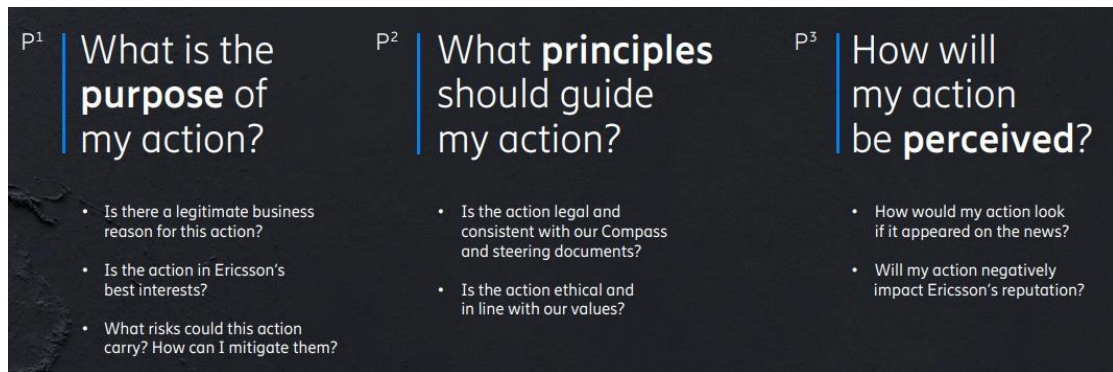 P¹
What is the
purpose of
my action?
• Is there a legitimate business
reason for this action?
• Is the action in Ericsson's
best interests?
• What risks could this action
carry? How can I mitigate them?
P²
What principles
should guide
my action?
• Is the action legal and
consistent with our Compass
and steering documents?
• Is the action ethical and
in line with our values?
P³
How will
my action
be perceived?
• How would my action look
if it appeared on the news?
• Will my action negatively
impact Ericsson's reputation?